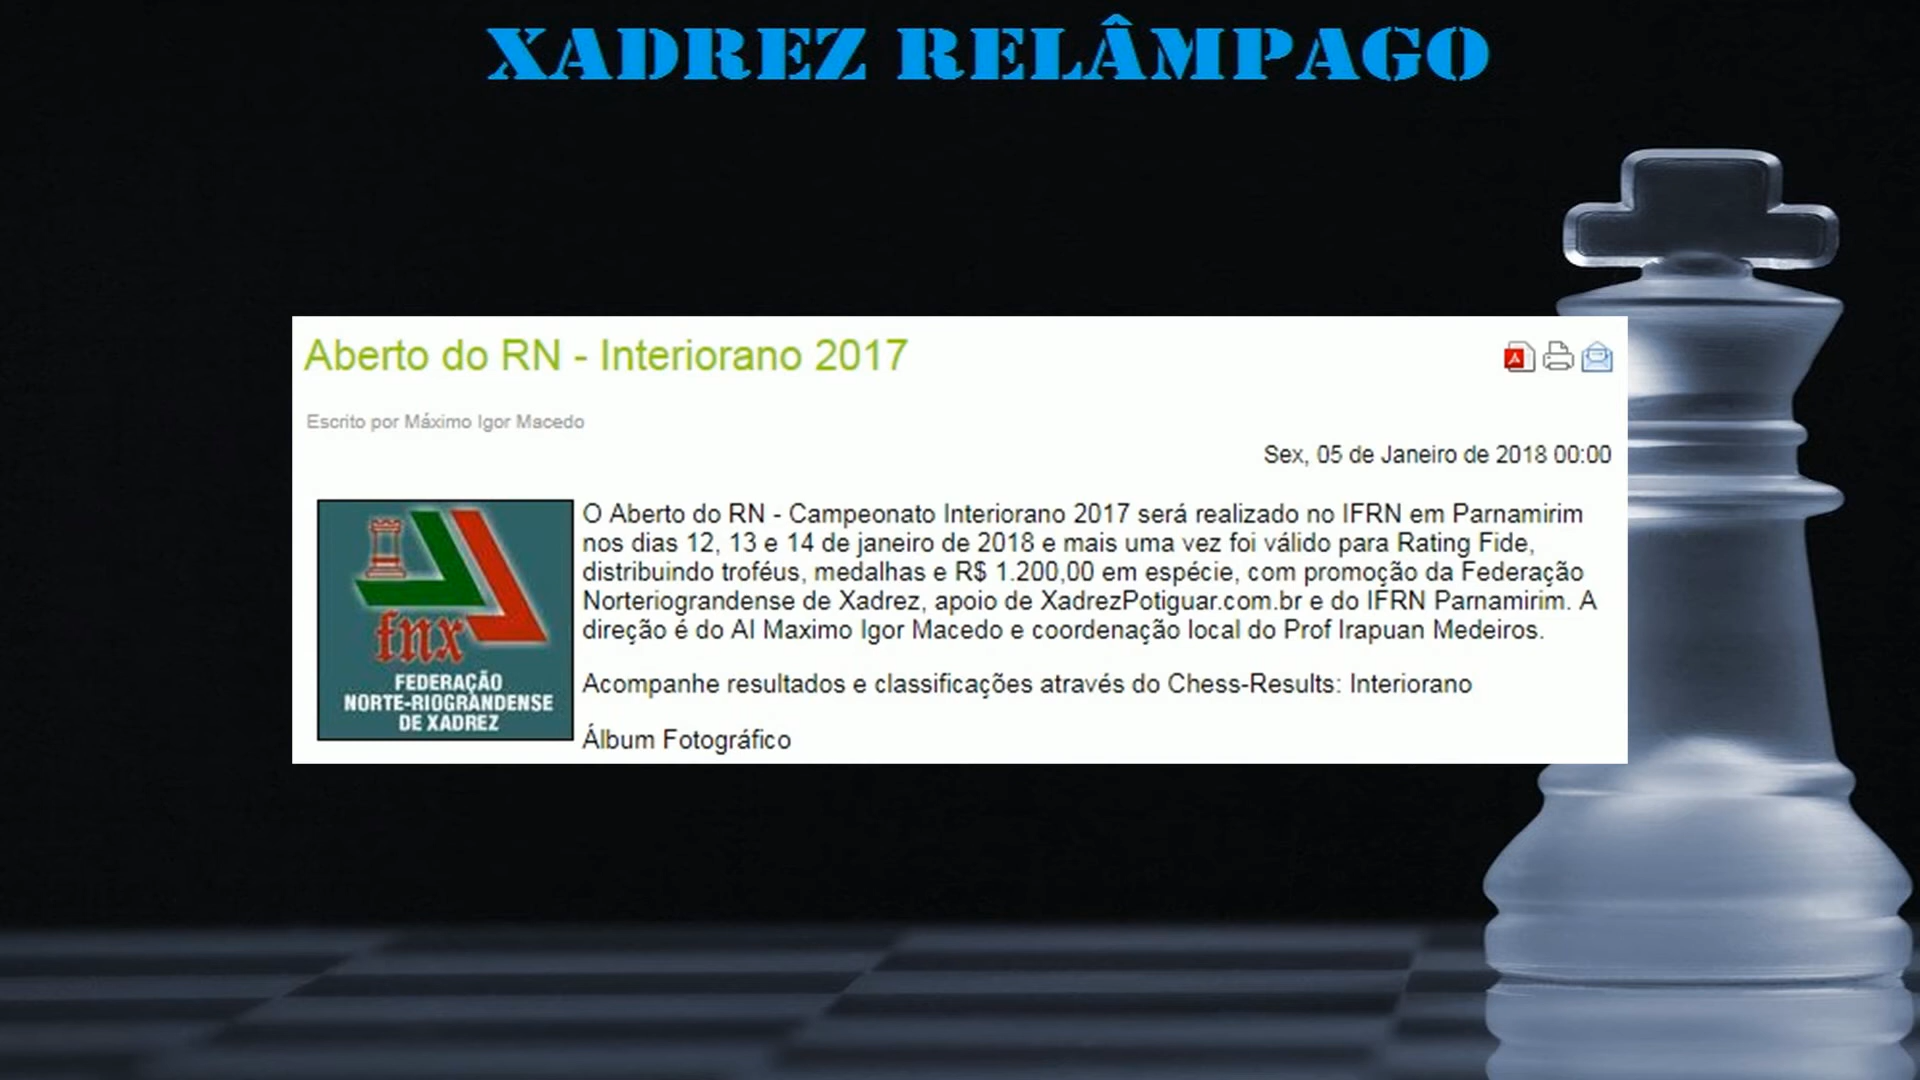 XADREZ RELÂMPAGO
Aberto do RN - Interiorano 2017
Escrito por Máximo Igor Macedo
Sex, 05 de Janeiro de 2018 00:00
O Aberto do RN - Campeonato Interiorano 2017 será realizado no IFRN em Parnamirim
nos dias 12, 13 e 14 de janeiro de 2018 e mais uma vez foi válido para Rating Fide,
distribuindo troféus, medalhas e R$ 1.200,00 em espécie, com promoção da Federação
Norteriograndense de Xadrez, apoio de XadrezPotiguar.com.br e do IFRN Parnamirim. A
direção é do AI Maximo Igor Macedo e coordenação local do Prof Irapuan Medeiros.
Acompanhe resultados e classificações através do Chess-Results: Interiorano
Álbum Fotográfico
fnx
FEDERAÇÃO
NORTE-RIOGRANDENSE
DE XADREZ